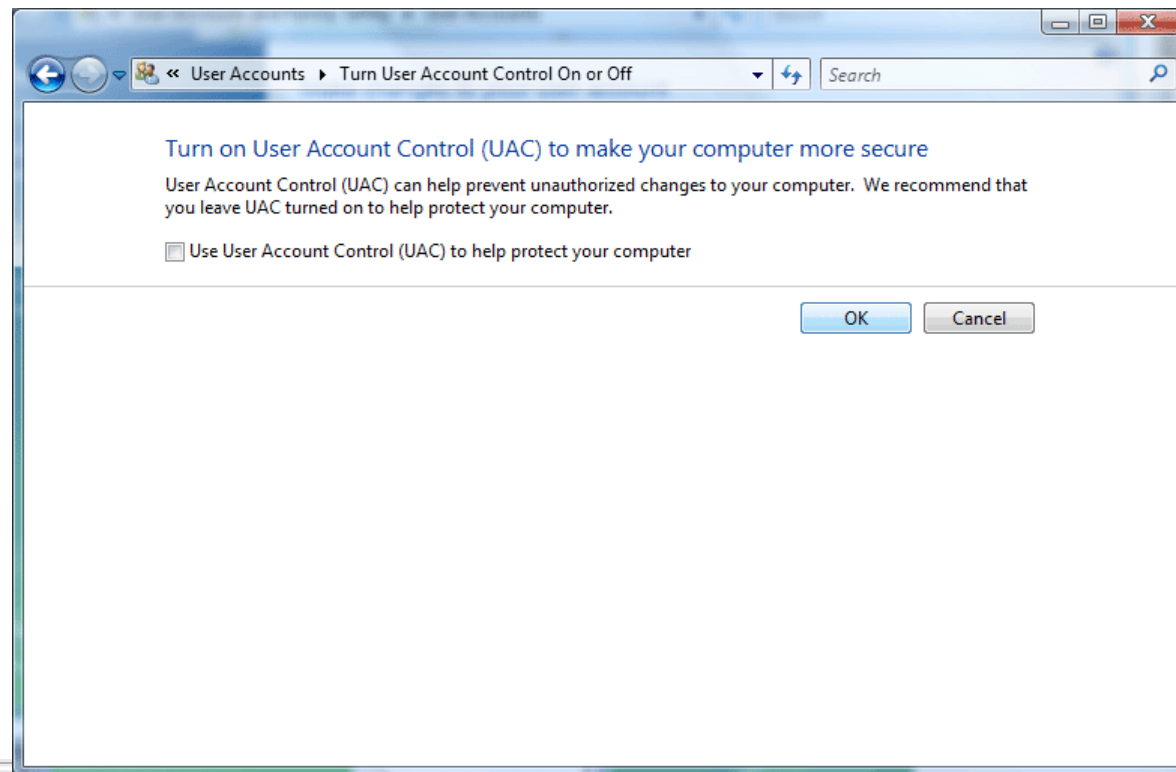 « User Accounts ▸ Turn User Account Control On or Off
Search
Turn on User Account Control (UAC) to make your computer more secure
User Account Control (UAC) can help prevent unauthorized changes to your computer. We recommend that
you leave UAC turned on to help protect your computer.
Use User Account Control (UAC) to help protect your computer
OK
Cancel